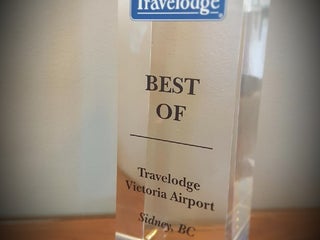 Travelodge
BEST
OF
Travelodge
Victoria Airport
Sidney, BC